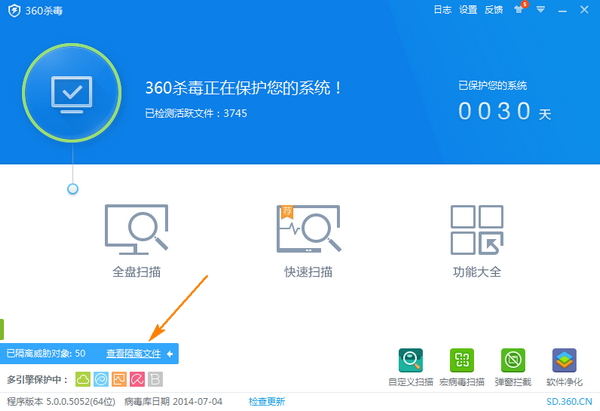 360杀毒
日志 设置 反馈
5
360杀毒正在保护您的系统！
已检测活跃文件：3745
已保护您的系统
0030 天
荐
全盘扫描
快速扫描
功能大全
已隔离威胁对象: 50 查看隔离文件
多引擎保护中：
自定义扫描
宏病毒扫描
弹窗拦截
软件净化
程序版本 5.0.0.5052(64位) 病毒库日期 2014-07-04 检查更新
SD.360.CN